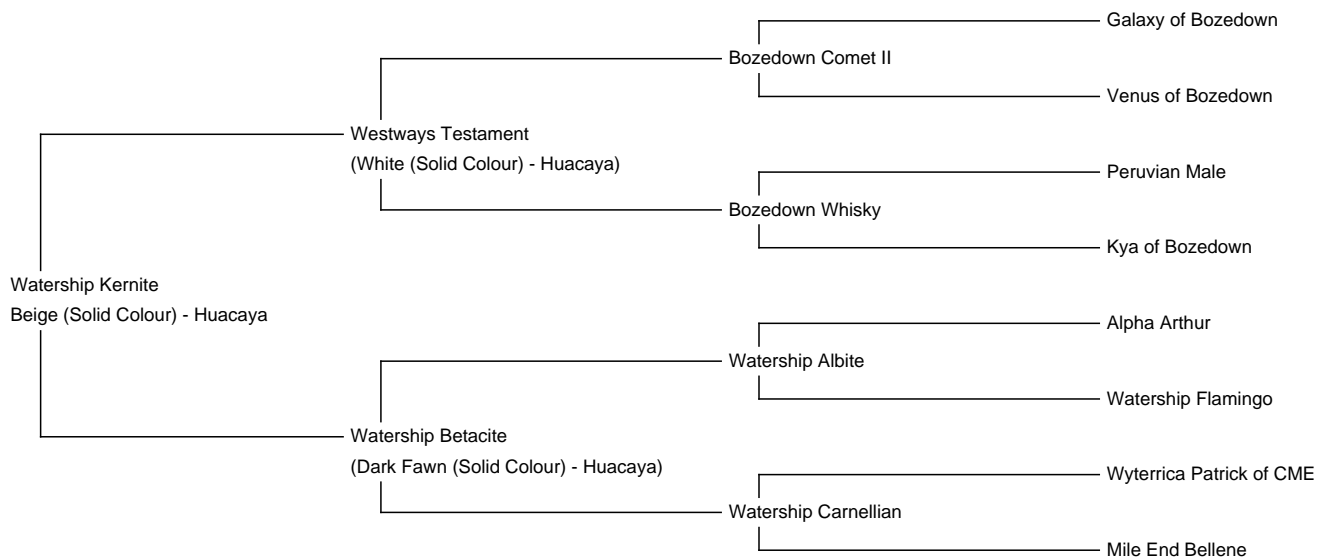 Galaxy of Bozedown
Bozedown Comet II
Venus of Bozedown
Westways Testament
(White (Solid Colour) - Huacaya)
Peruvian Male
Bozedown Whisky
Kya of Bozedown
Watership Kernite
Beige (Solid Colour) - Huacaya
Alpha Arthur
Watership Albite
Watership Flamingo
Watership Betacite
(Dark Fawn (Solid Colour) - Huacaya)
Wyterrica Patrick of CME
Watership Carnellian
Mile End Bellene